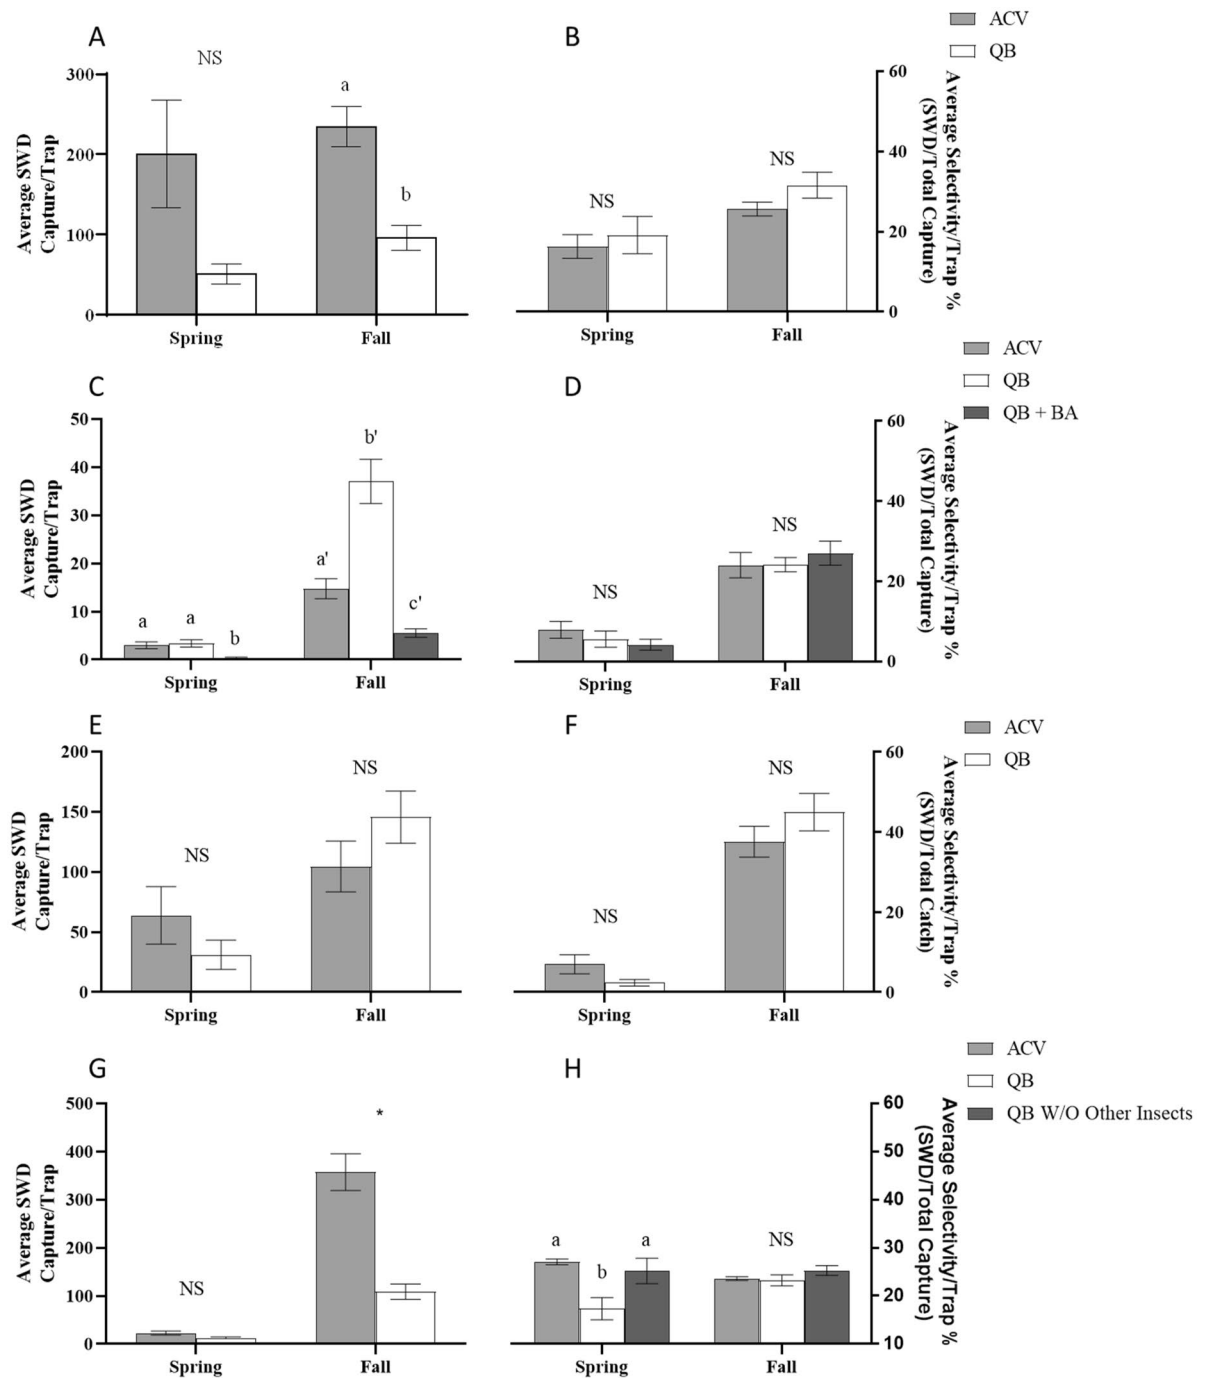 A
B
ACV
QB
NS
300
200
100
0
Average SWD
Capture/Trap
a
b
Spring
Fall
NS
NS
60
40
20
0
Average Selectivity/Trap %
(SWD/Total Capture)
Spring
Fall
C
D
ACV
QB
QB + BA
50
40
30
20
10
0
Average SWD
Capture/Trap
a
a
b
a'
b'
c'
Spring
Fall
NS
NS
60
40
20
0
Average Selectivity/Trap %
(SWD/Total Capture)
Spring
Fall
E
F
ACV
QB
200
150
100
50
0
Average SWD
Capture/Trap
NS
NS
Spring
Fall
NS
NS
60
40
20
0
Average Selectivity/Trap %
(SWD/Total Catch)
Spring
Fall
G
H
ACV
QB
QB W/O Other Insects
500
400
300
200
100
0
Average SWD
Capture/Trap
NS
*
Spring
Fall
a
b
a
NS
60
50
40
30
20
10
Average Selectivity/Trap %
(SWD/Total Capture)
Spring
Fall